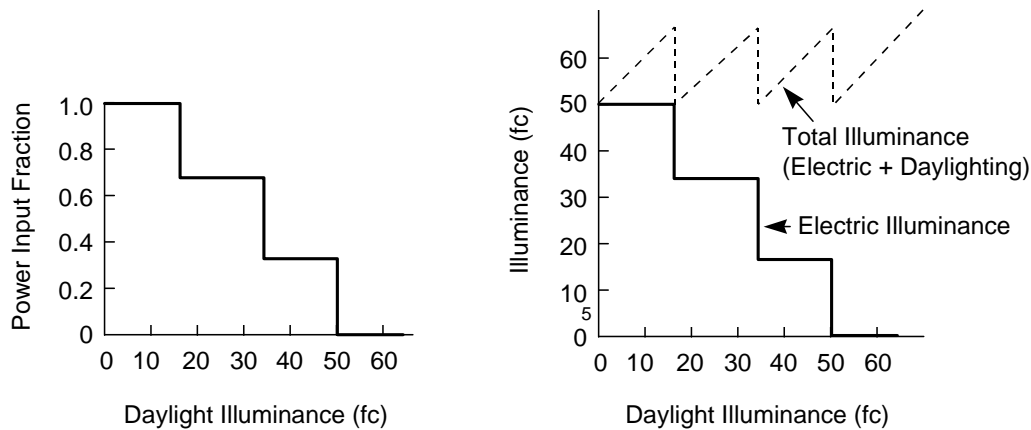 Power Input Fraction
1.0
0.8
0.6
0.4
0.2
0
0 10 20 30 40 50 60
Daylight Illuminance (fc)
Illuminance (fc)
60
50
40
30
20
10
5
0
0 10 20 30 40 50 60
Daylight Illuminance (fc)
Total Illuminance
(Electric + Daylighting)
Electric Illuminance